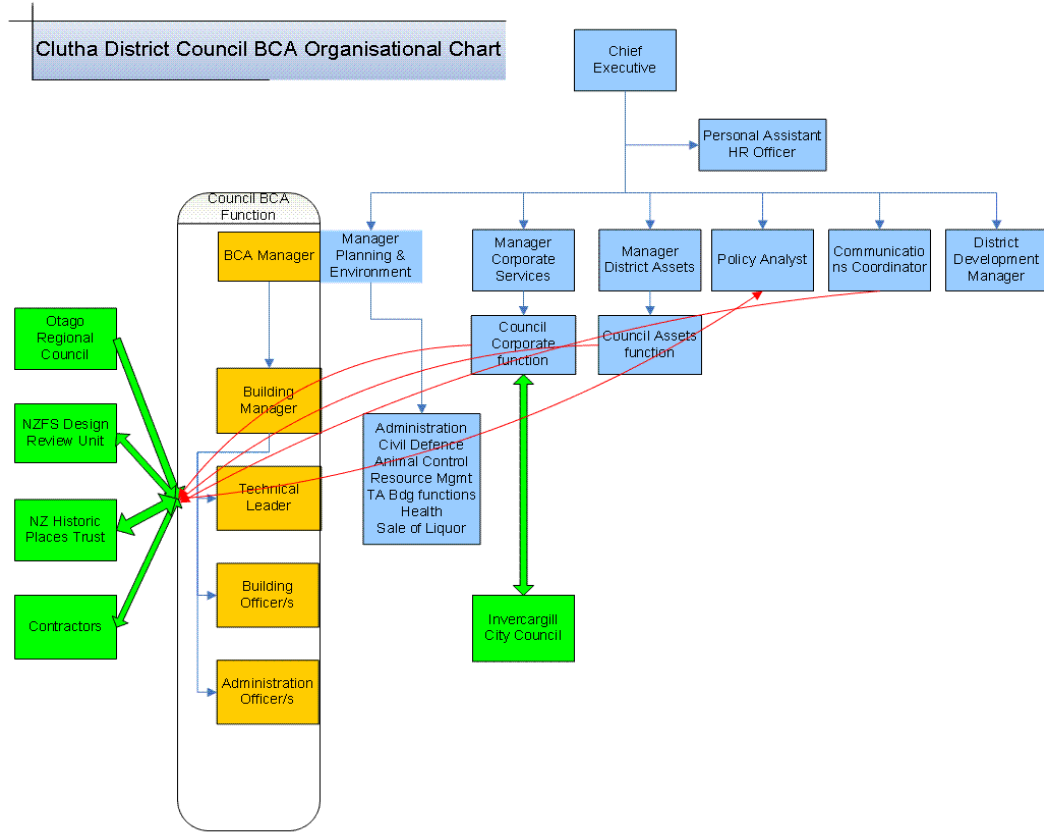 Clutha District Council BCA Organisational Chart
Chief
Executive
Personal Assistant
HR Officer
Council BCA
Function
BCA Manager
Manager
Planning &
Environment
Manager
Corporate
Services
Manager
District Assets
Policy Analyst
Communicatio
ns Coordinator
District
Development
Manager
Otago
Regional
Council
Council
Corporate
function
Council Assets
function
Building
Manager
NZFS Design
Review Unit
Administration
Civil Defence
Animal Control
Resource Mgmt
TA Bdg functions
Health
Sale of Liquor
Technical
Leader
NZ Historic
Places Trust
Building
Officer/s
Contractors
Invercargill
City Council
Administration
Officer/s